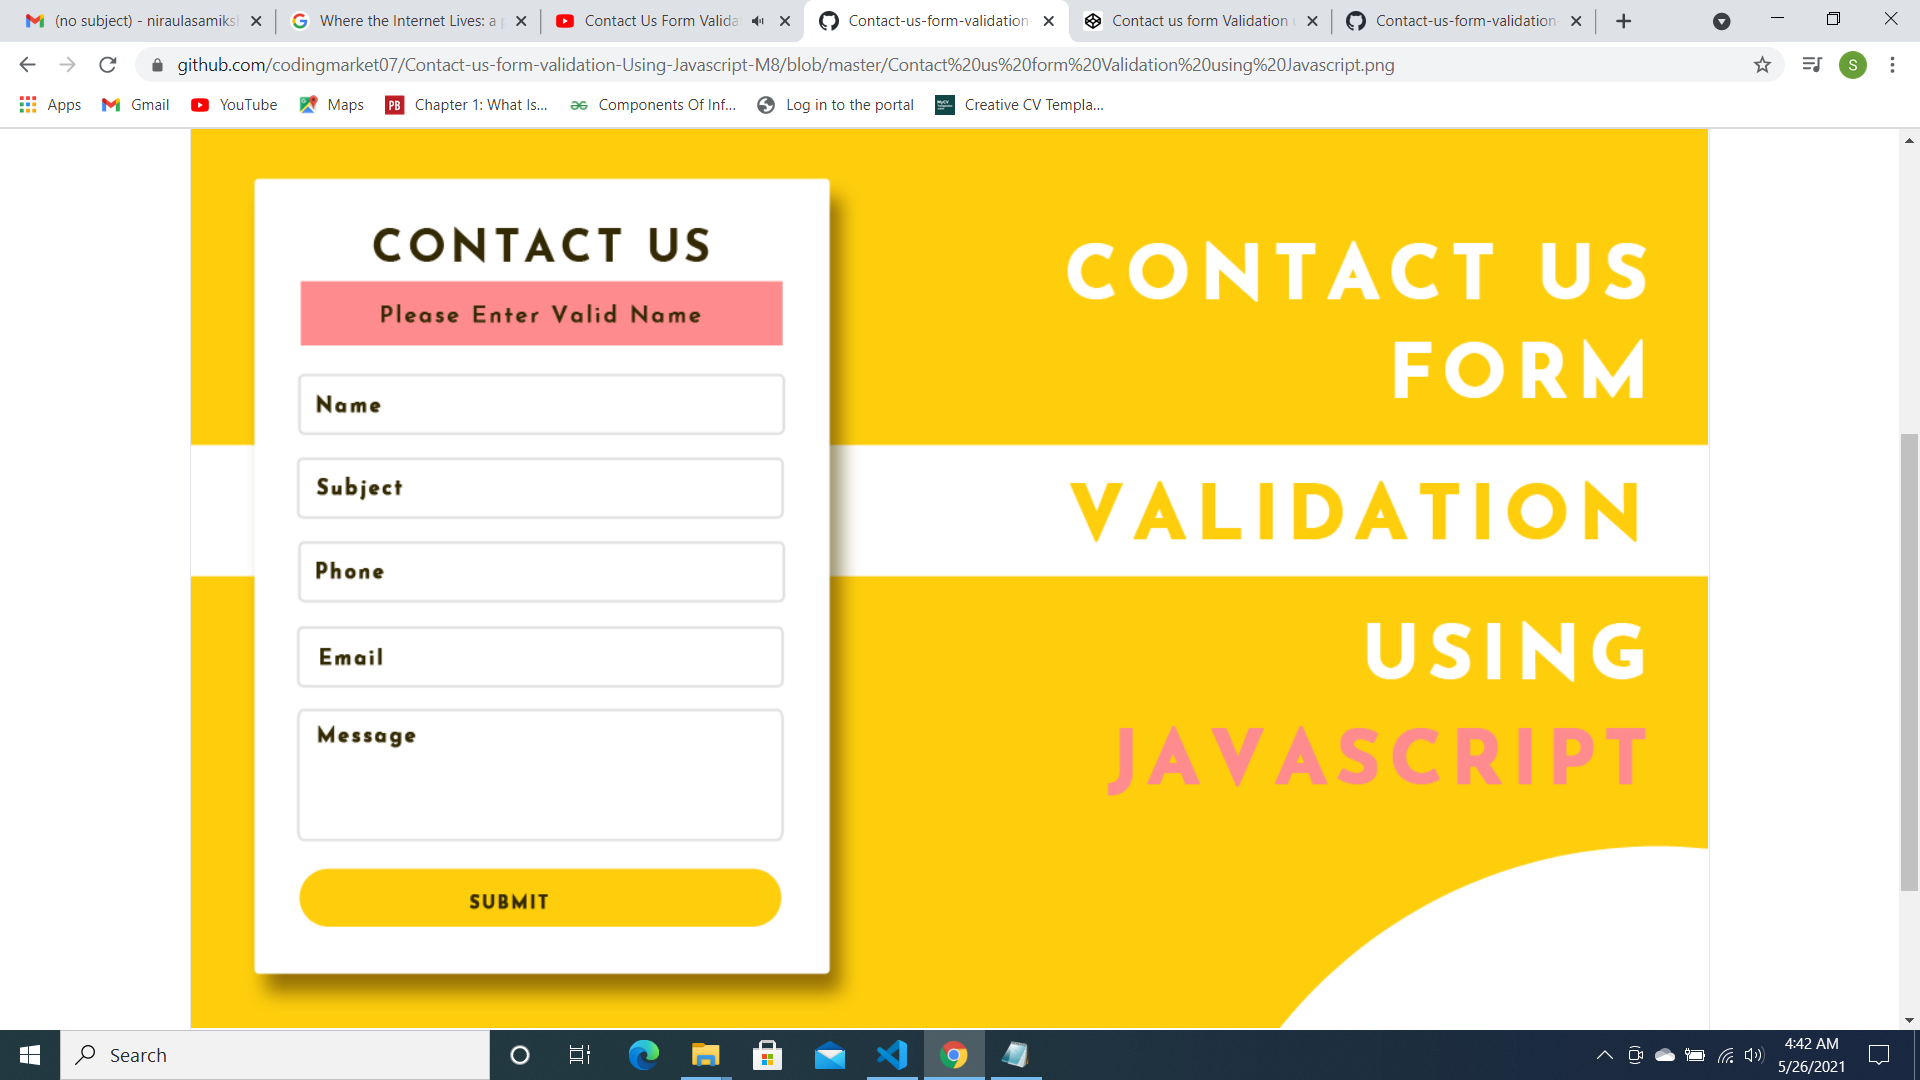 (no subject) - niraulasamiksh
Where the Internet Lives: a p
Contact Us Form Valida
Contact-us-form-validation-
Contact us form Validation u
Contact-us-form-validation-
github.com/codingmarket07/Contact-us-form-validation-Using-Javascript-M8/blob/master/Contact%20us%20form%20Validation%20using%20Javascript.png
S
Apps
Gmail
YouTube
Maps
PB
Chapter 1: What Is...
Components Of Inf...
Log in to the portal
Creative CV Templa...
CONTACT US
Please Enter Valid Name
Name
Subject
Phone
Email
Message
SUBMIT
CONTACT US
FORM
VALIDATION
USING
JAVASCRIPT
Search
4:42 AM
5/26/2021